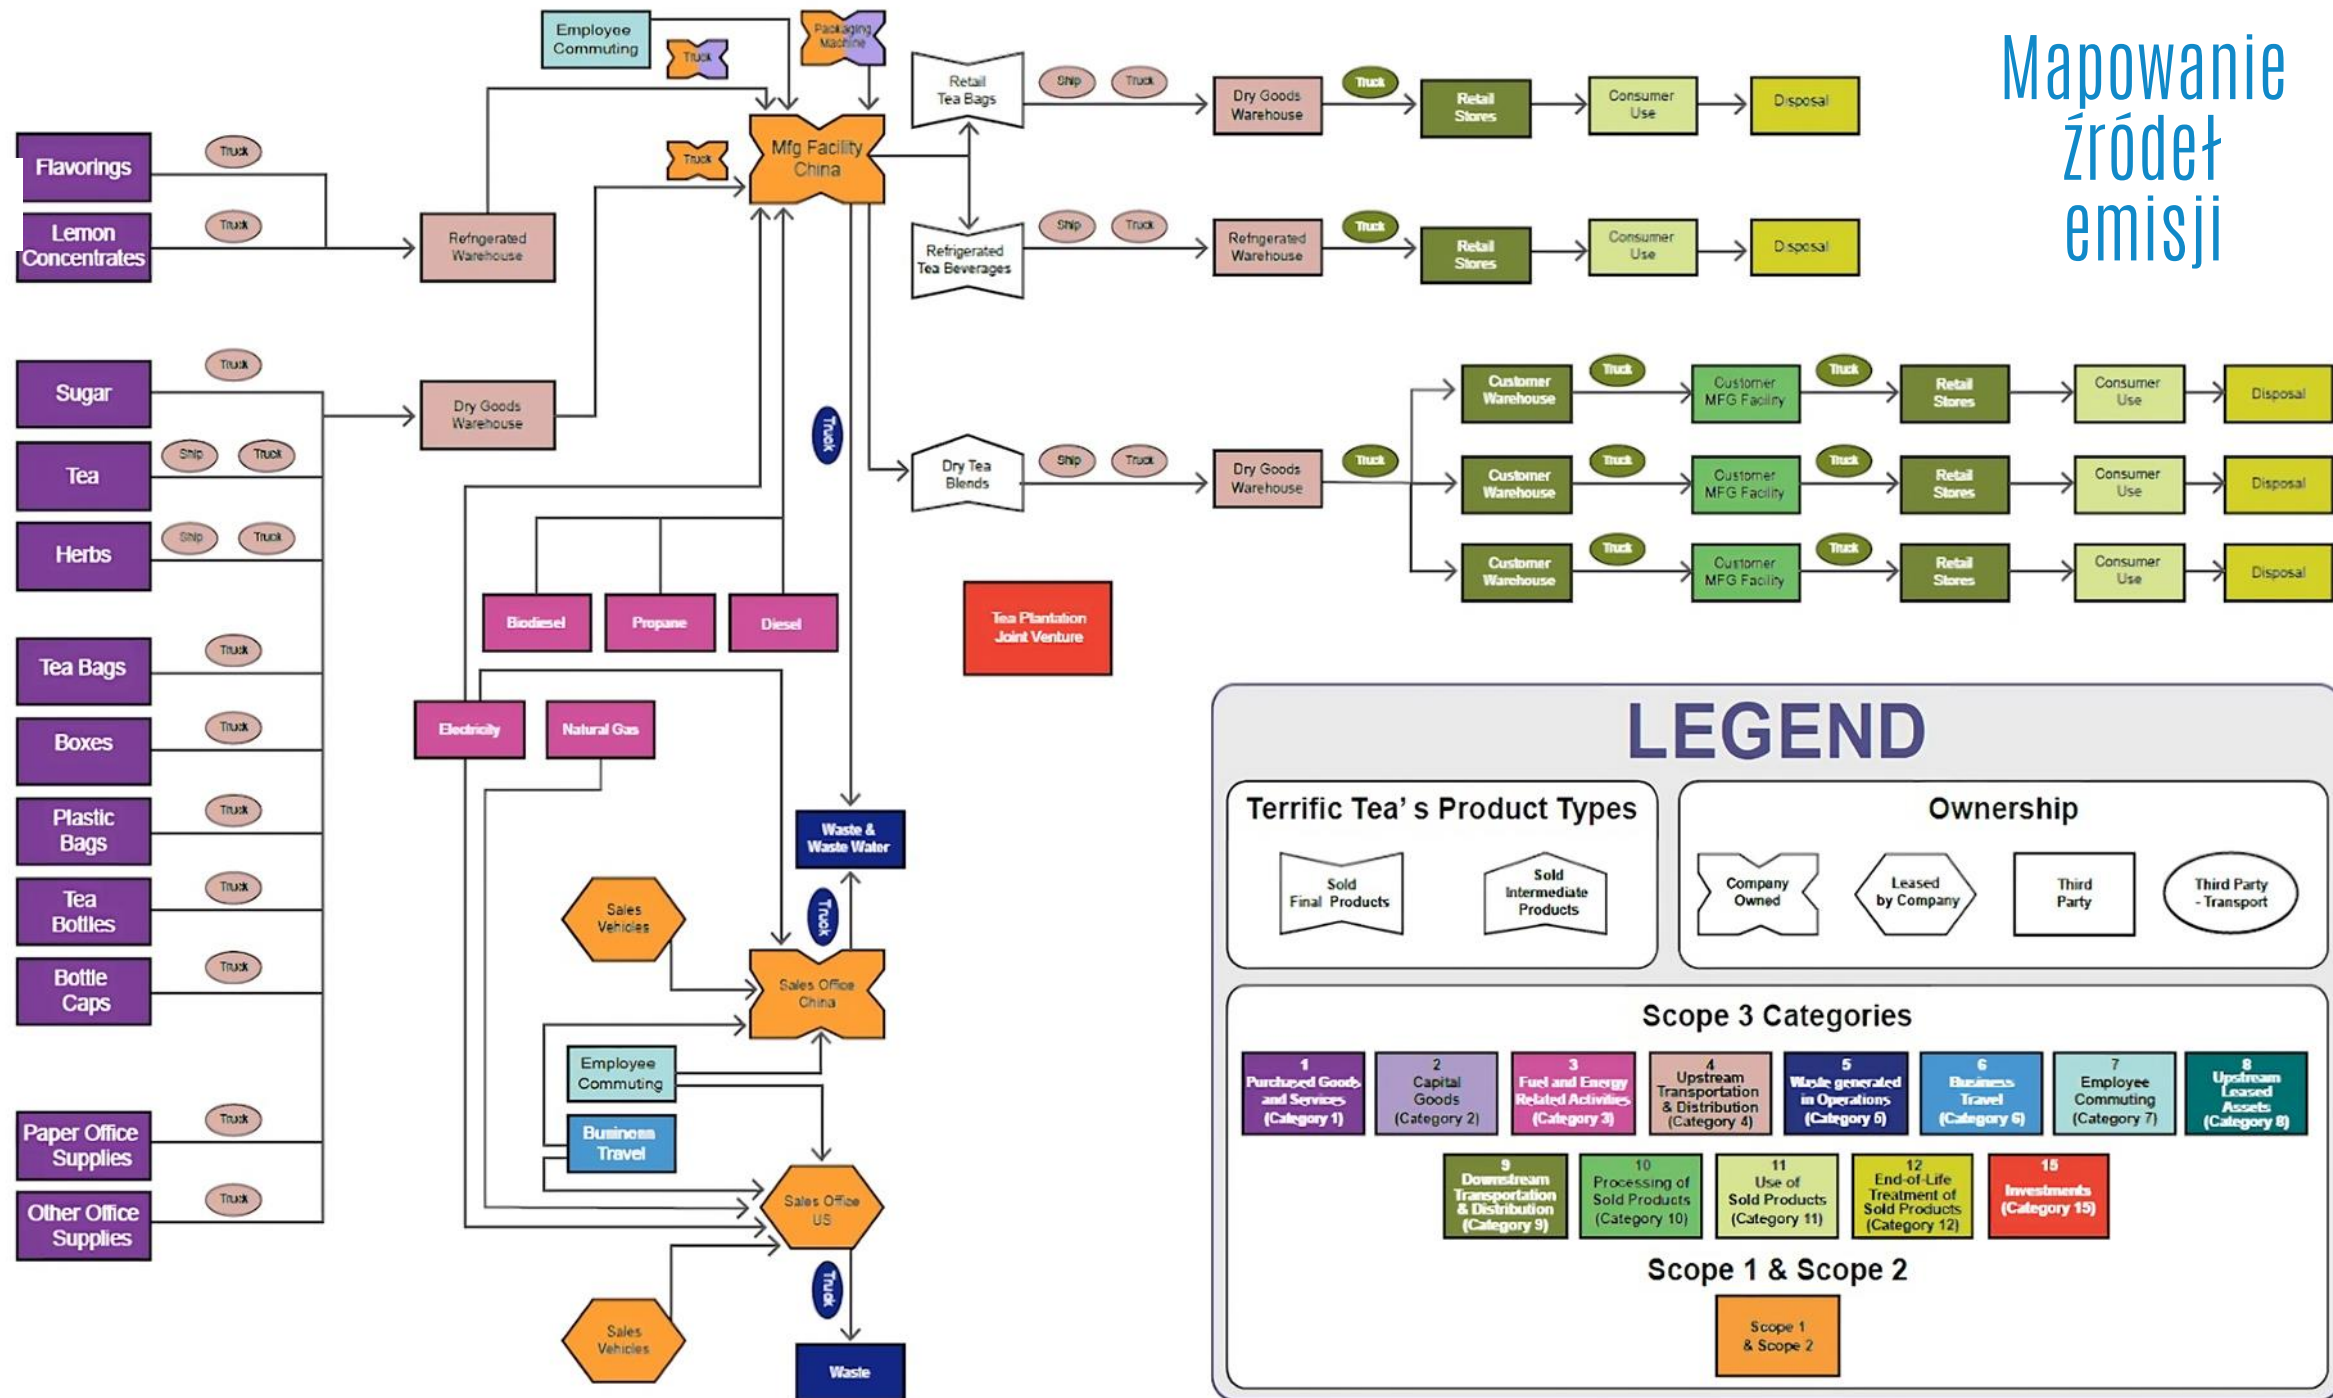 Mapowanie
źródeł
emisji
Employee
Commuting
Truck
Packaging
Machine
Flavorings
Truck
Lemon
Concentrates
Truck
Refrigerated
Warehouse
Truck
Mfg Facility
China
Retail
Tea Bags
Ship
Truck
Dry Goods
Warehouse
Truck
Retail
Stores
Consumer
Use
Disposal
Refrigerated
Tea Beverages
Ship
Truck
Refrigerated
Warehouse
Truck
Retail
Stores
Consumer
Use
Disposal
Sugar
Truck
Tea
Ship
Truck
Herbs
Ship
Truck
Dry Goods
Warehouse
Truck
Dry Tea
Blends
Ship
Truck
Dry Goods
Warehouse
Truck
Customer
Warehouse
Truck
Customer
MFG Facility
Truck
Retail
Stores
Consumer
Use
Disposal
Customer
Warehouse
Truck
Customer
MFG Facility
Truck
Retail
Stores
Consumer
Use
Disposal
Customer
Warehouse
Truck
Customer
MFG Facility
Truck
Retail
Stores
Consumer
Use
Disposal
Biodiesel
Propane
Diesel
Tea Plantation
Joint Venture
Tea Bags
Truck
Boxes
Truck
Plastic
Bags
Truck
Tea
Bottles
Truck
Bottle
Caps
Truck
Electricity
Natural Gas
Waste &
Waste Water
Sales
Vehicles
Truck
Sales Office
China
Employee
Commuting
Business
Travel
Paper Office
Supplies
Truck
Other Office
Supplies
Truck
Sales Office
US
Truck
Sales
Vehicles
Waste
LEGEND
Terrific Tea' s Product Types
Sold
Final Products
Sold
Intermediate
Products
Ownership
Company
Owned
Leased
by Company
Third
Party
Third Party
- Transport
Scope 3 Categories
1
Purchased Goods
and Services
(Category 1)
2
Capital
Goods
(Category 2)
3
Fuel and Energy
Related Activities
(Category 3)
4
Upstream
Transportation
& Distribution
(Category 4)
5
Waste generated
in Operations
(Category 5)
6
Business
Travel
(Category 6)
7
Employee
Commuting
(Category 7)
8
Upstream
Leased
Assets
(Category 8)
9
Downstream
Transportation
& Distribution
(Category 9)
10
Processing of
Sold Products
(Category 10)
11
Use of
Sold Products
(Category 11)
12
End-of-Life
Treatment of
Sold Products
(Category 12)
15
Investments
(Category 15)
Scope 1 & Scope 2
Scope 1
& Scope 2